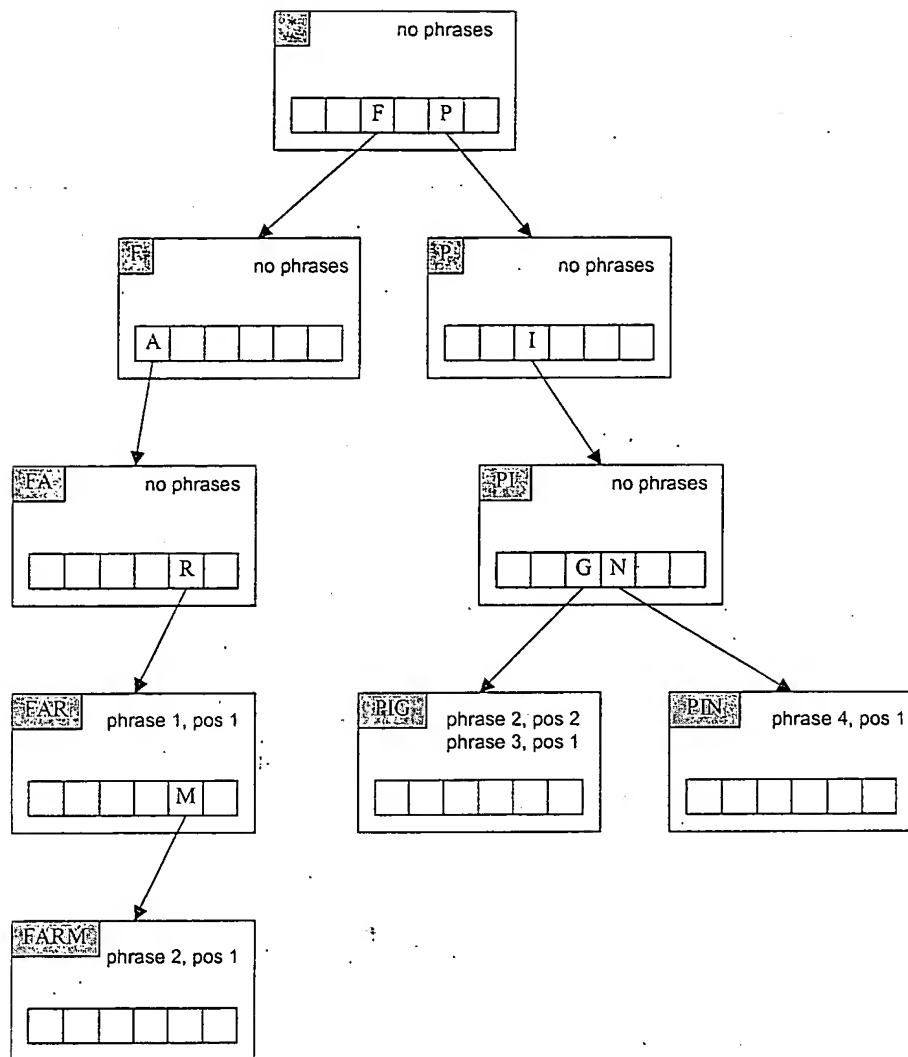 *
no phrases
F P
F
no phrases
A
P
no phrases
I
FA
no phrases
R
PI
no phrases
G N
FAR
phrase 1, pos 1
M
PIG
phrase 2, pos 2
phrase 3, pos 1
PIN
phrase 4, pos 1
FARM
phrase 2, pos 1